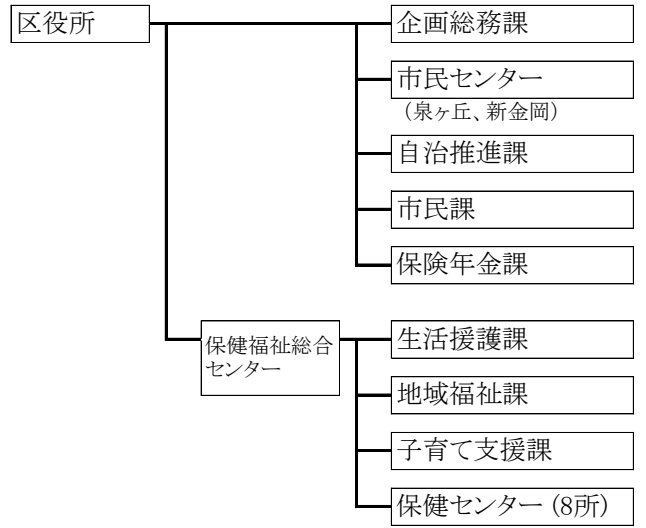 区役所
企画総務課
市民センター
（泉ヶ丘、新金岡）
自治推進課
市民課
保険年金課
保健福祉総合
センター
生活援護課
地域福祉課
子育て支援課
保健センター（8所）